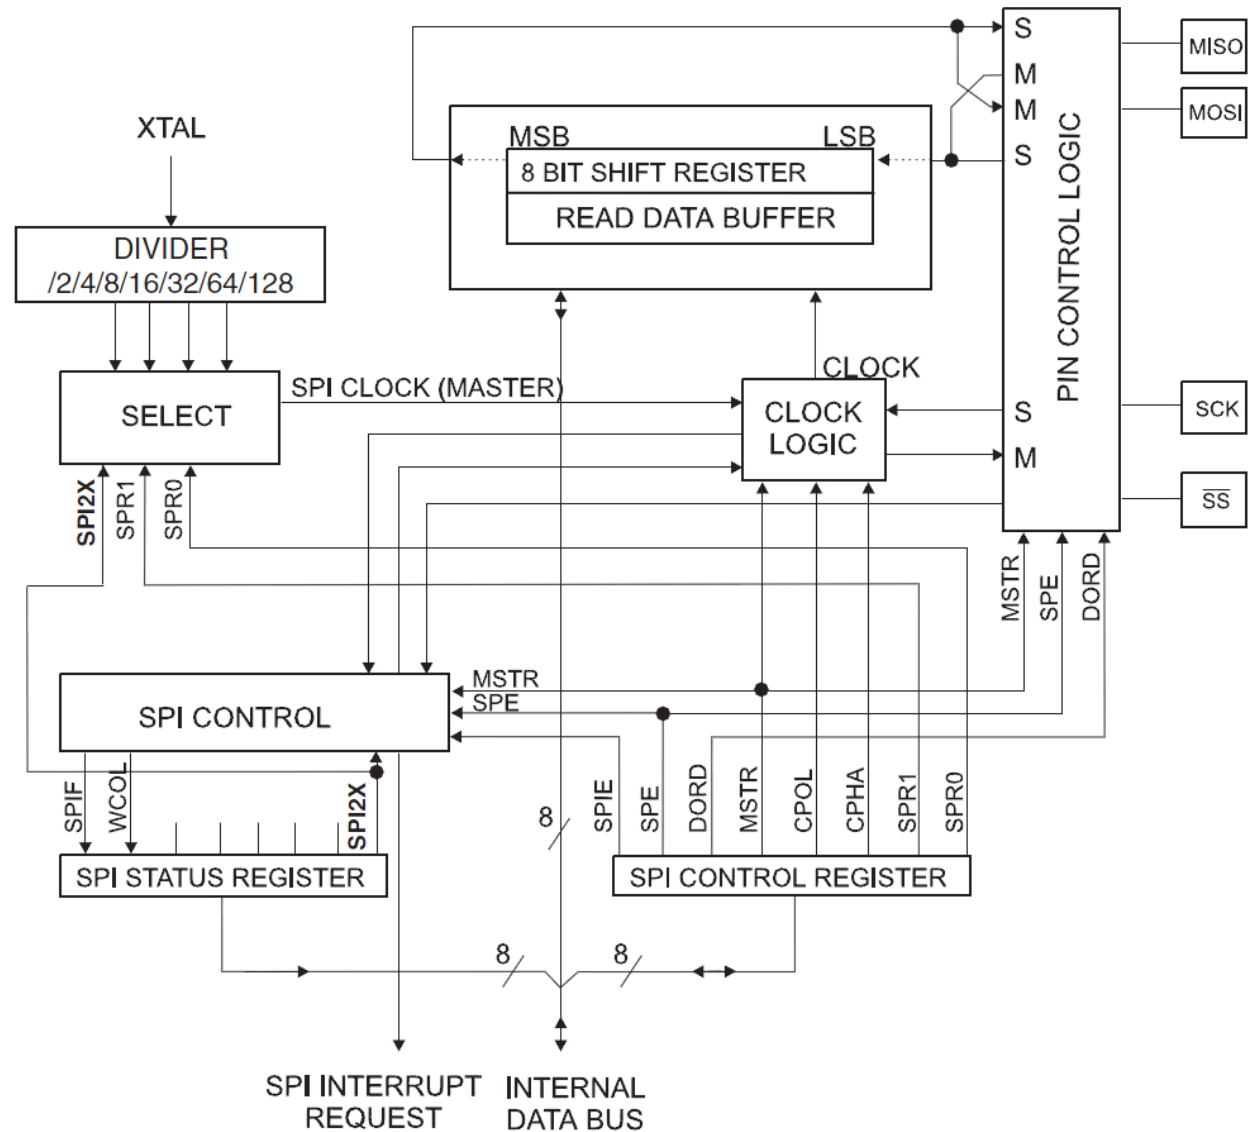 S
MISO
M
M
MOSI
XTAL
MSB
LSB
S
8 BIT SHIFT REGISTER
READ DATA BUFFER
PIN CONTROL LOGIC
DIVIDER
/2/4/8/16/32/64/128
SPI CLOCK (MASTER)
CLOCK
SELECT
CLOCK
LOGIC
S
SCK
M
SPI2X
SPR1
SPR0
SS
MSTR
SPE
DORD
MSTR
SPE
SPI CONTROL
SPIF
WCOL
SPI2X
8
SPIE
SPE
DORD
MSTR
CPOL
CPHA
SPR1
SPR0
SPI STATUS REGISTER
SPI CONTROL REGISTER
8
8
SPI INTERRUPT
REQUEST
INTERNAL
DATA BUS